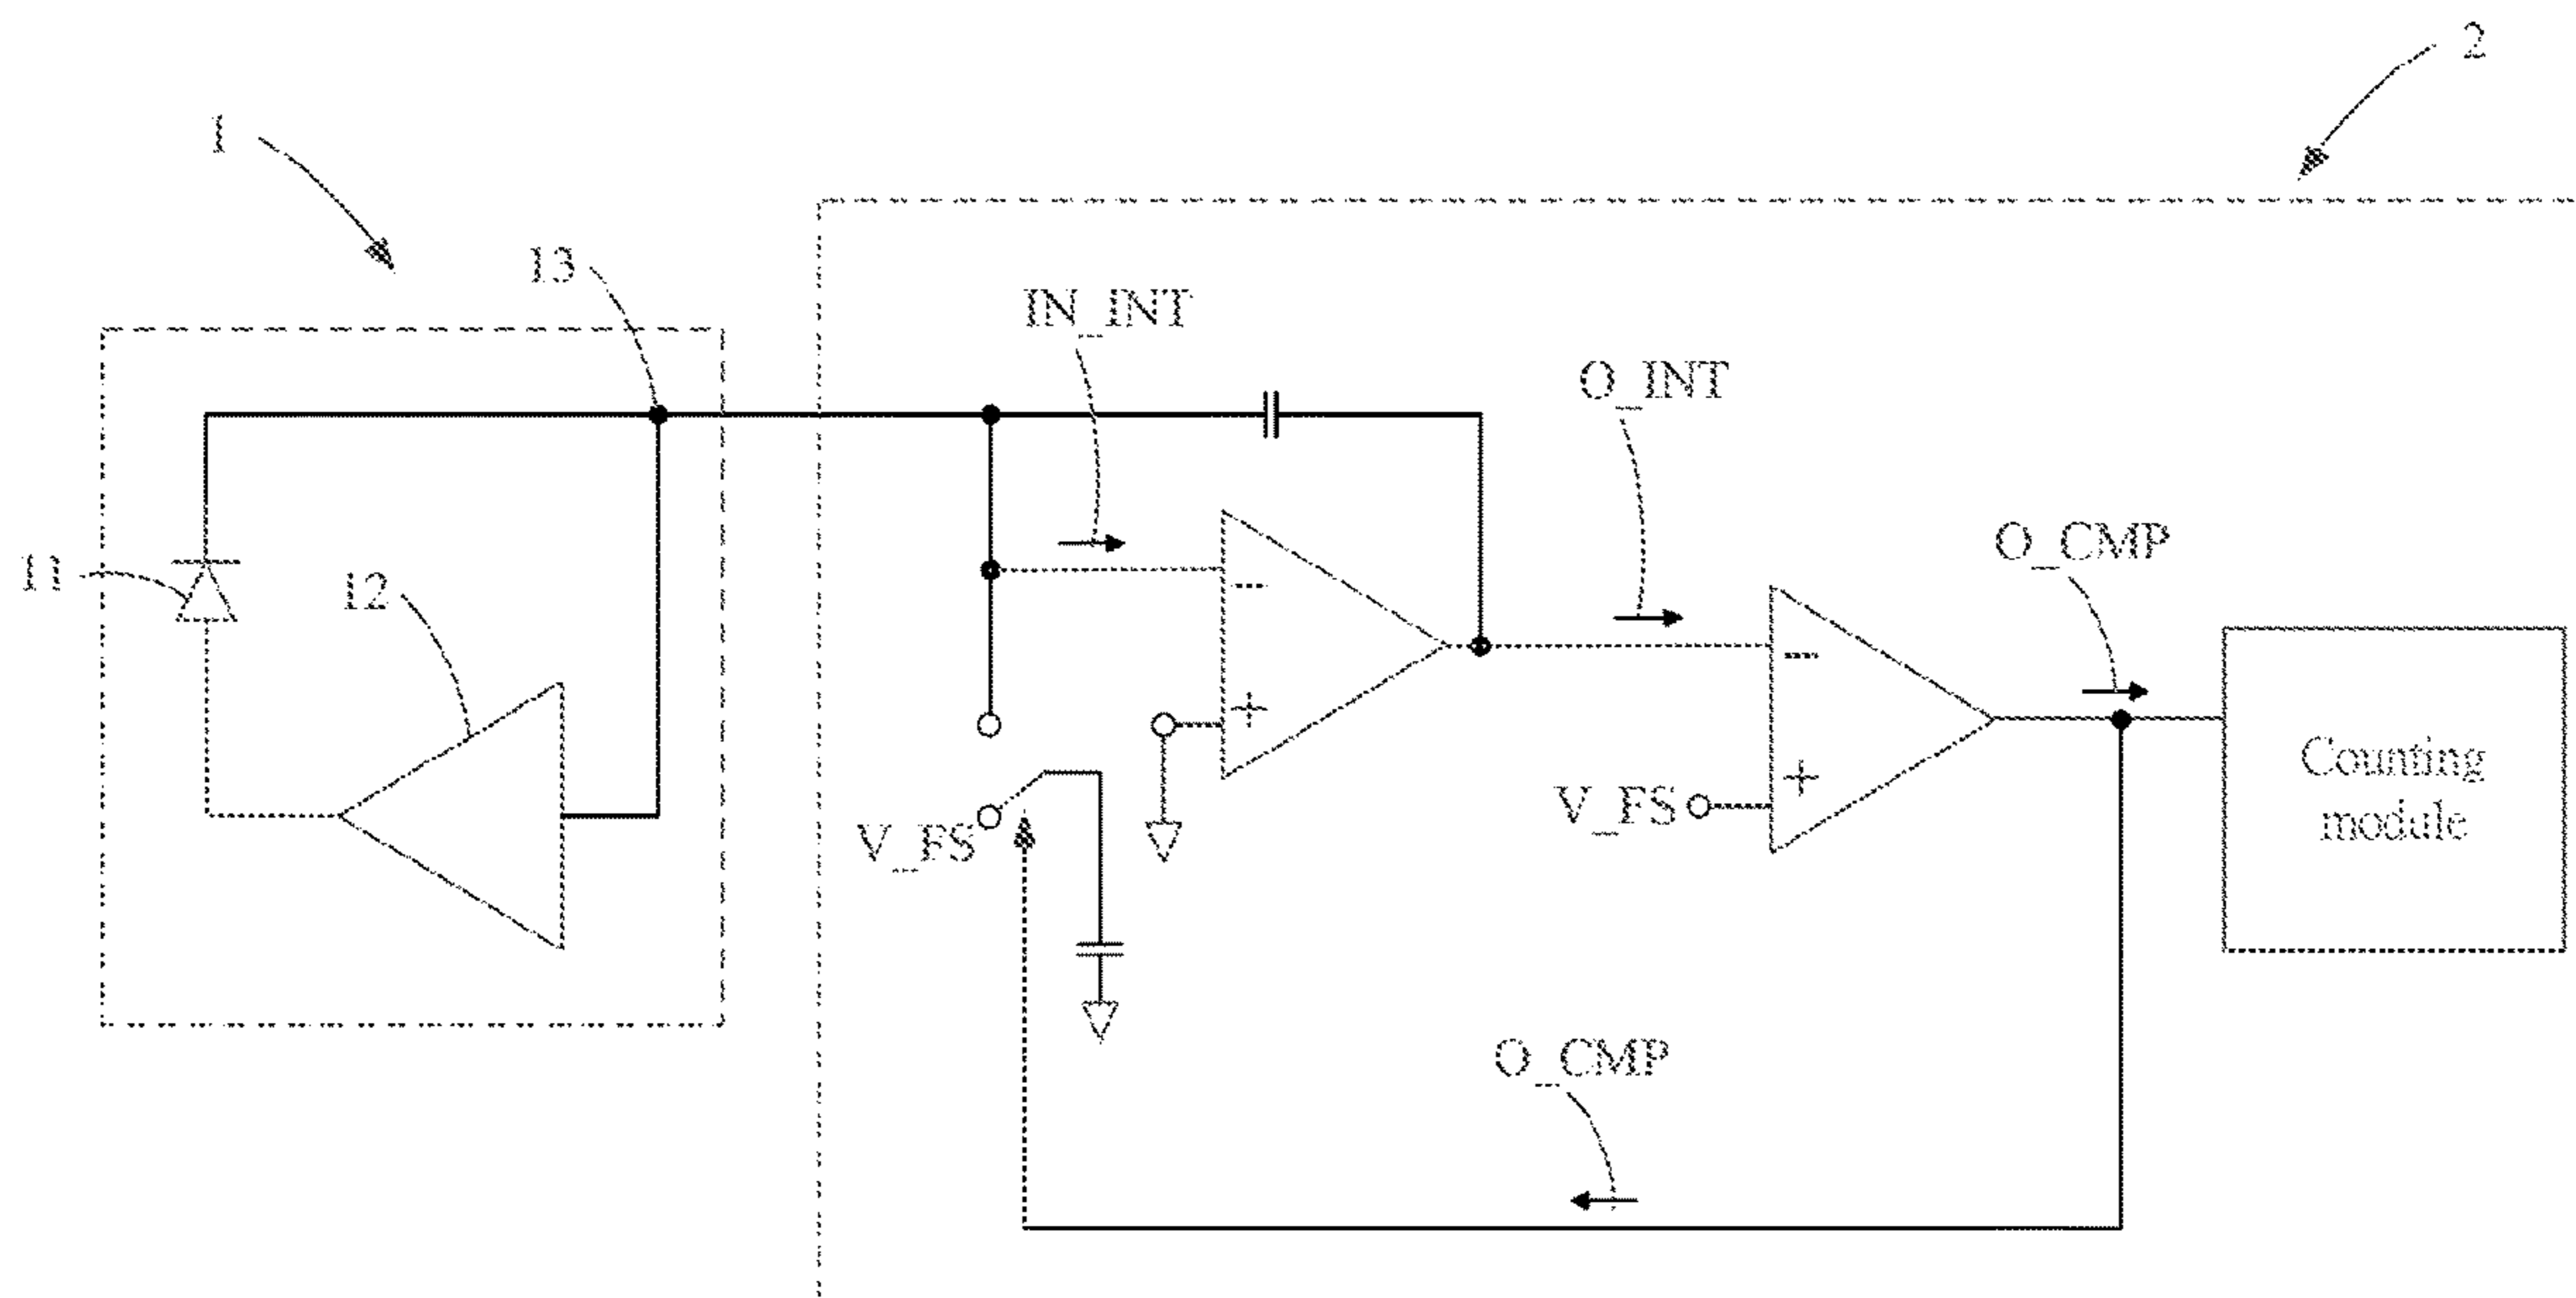 2
1
13
IN_INT
O_INT
O_CMP
11
12
−
+
−
+
V_FS
V_FS
Counting
module
O_CMP